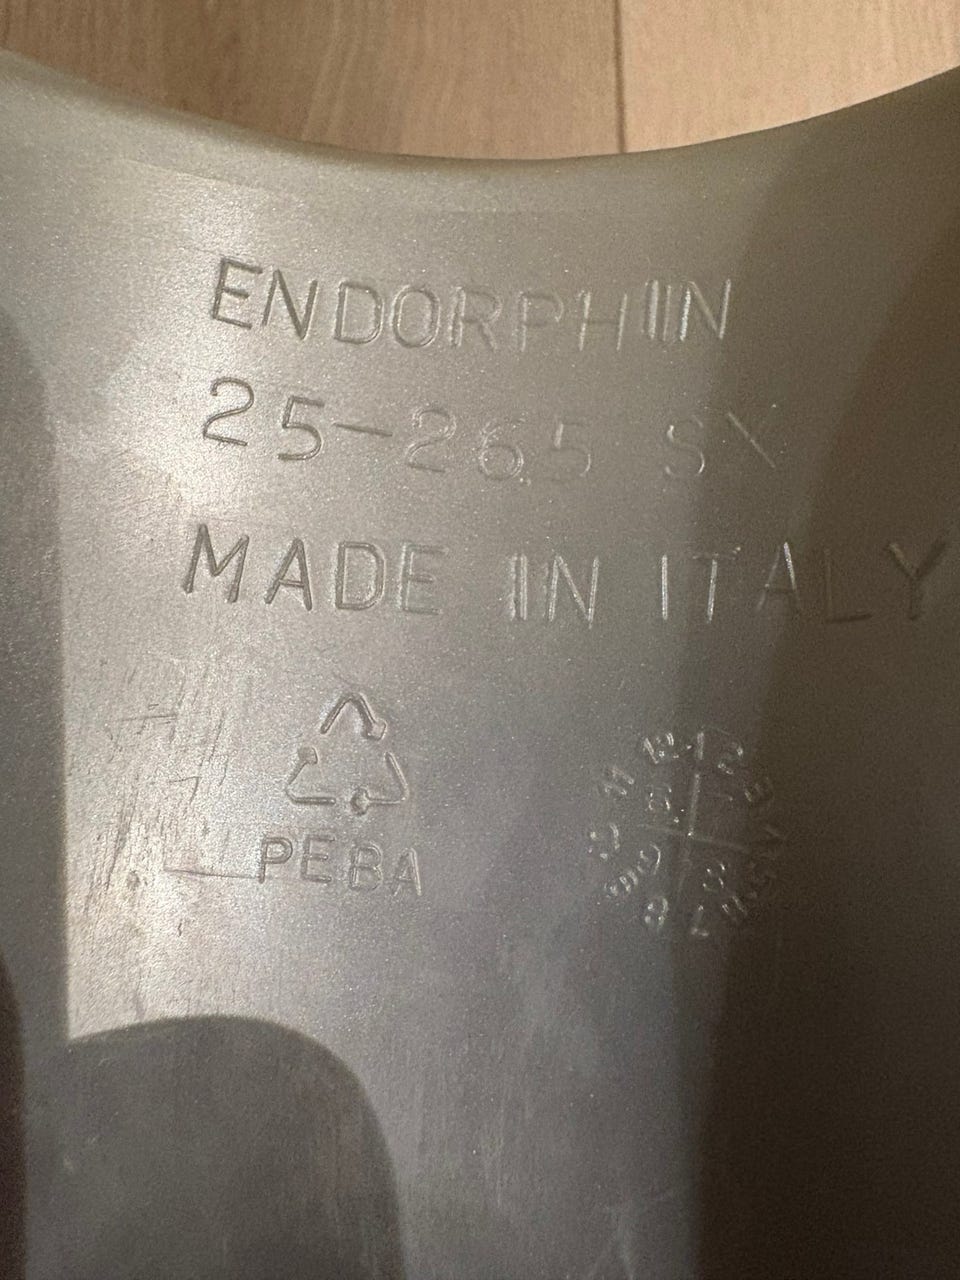 ENDORPHIN
25-26.5 SX
MADE IN ITALY
PEBA